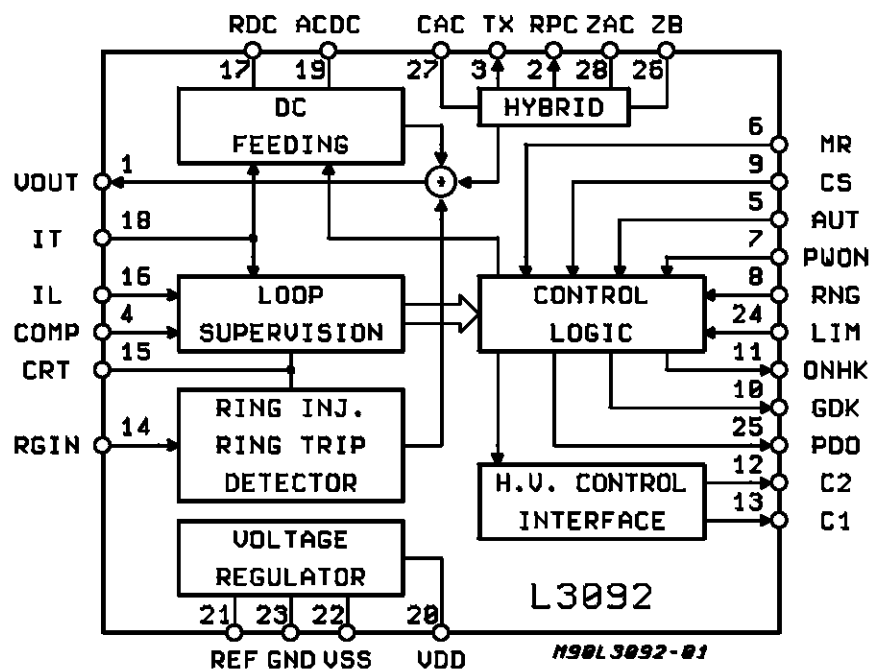 RDC ACDC CAC TX RPC ZAC ZB
17 19 27 3 2 28 26
DC
FEEDING
HYBRID
6 MR
1 VOUT
9 CS
5 AUT
18 IT
7 PWON
16 IL
LOOP
SUPERVISION
CONTROL
LOGIC
8 RNG
4 COMP
24 LIM
15 CRT
11 ONHK
10 GDK
RING INJ.
RING TRIP
DETECTOR
14 RGIN
25 PDO
H.V. CONTROL
INTERFACE
12 C2
13 C1
VOLTAGE
REGULATOR
21 23 22 20
REF GND VSS VDD
L3092
M90L3092-01